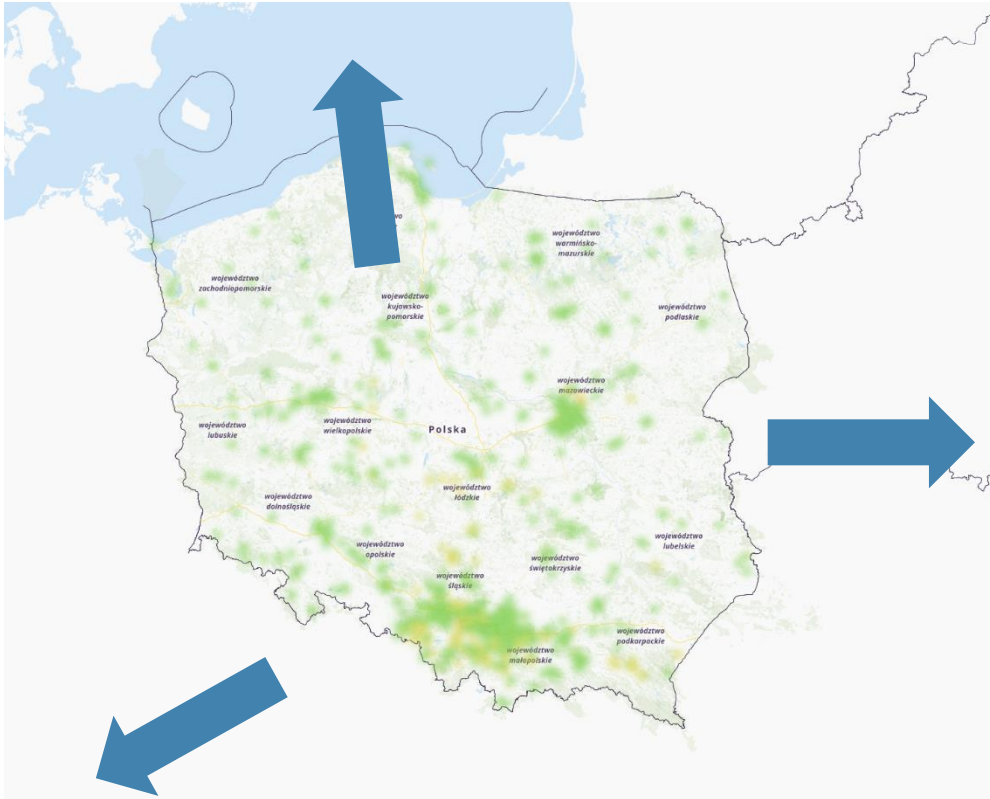 województwo
warmińsko-
mazurskie
województwo
zachodniopomorskie
województwo
kujawsko-
pomorskie
województwo
podlaskie
województwo
mazowieckie
województwo
lubuskie
województwo
wielkopolskie
Polska
województwo
łódzkie
województwo
dolnośląskie
województwo
opolskie
województwo
świętokrzyskie
województwo
lubelskie
województwo
śląskie
województwo
małopolskie
województwo
podkarpackie